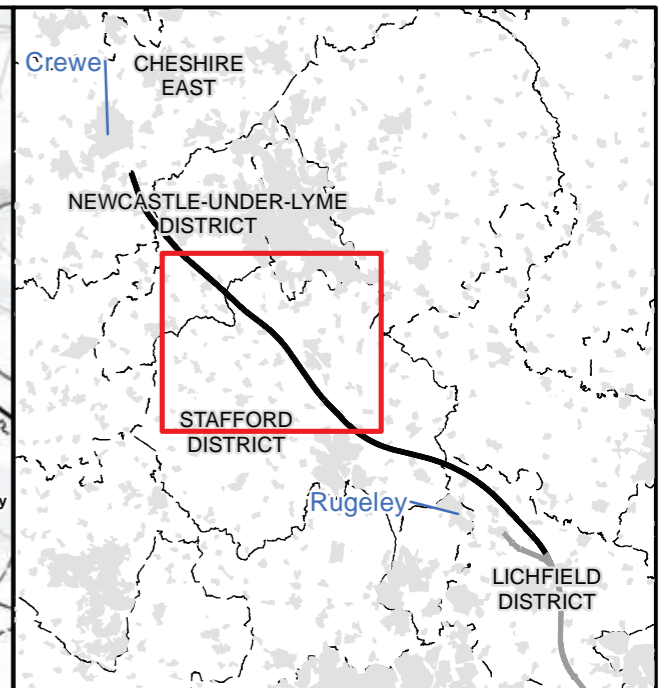 Crewe
CHESHIRE
EAST
NEWCASTLE-UNDER-LYME
DISTRICT
STAFFORD
DISTRICT
Rugeley
LICHFIELD
DISTRICT